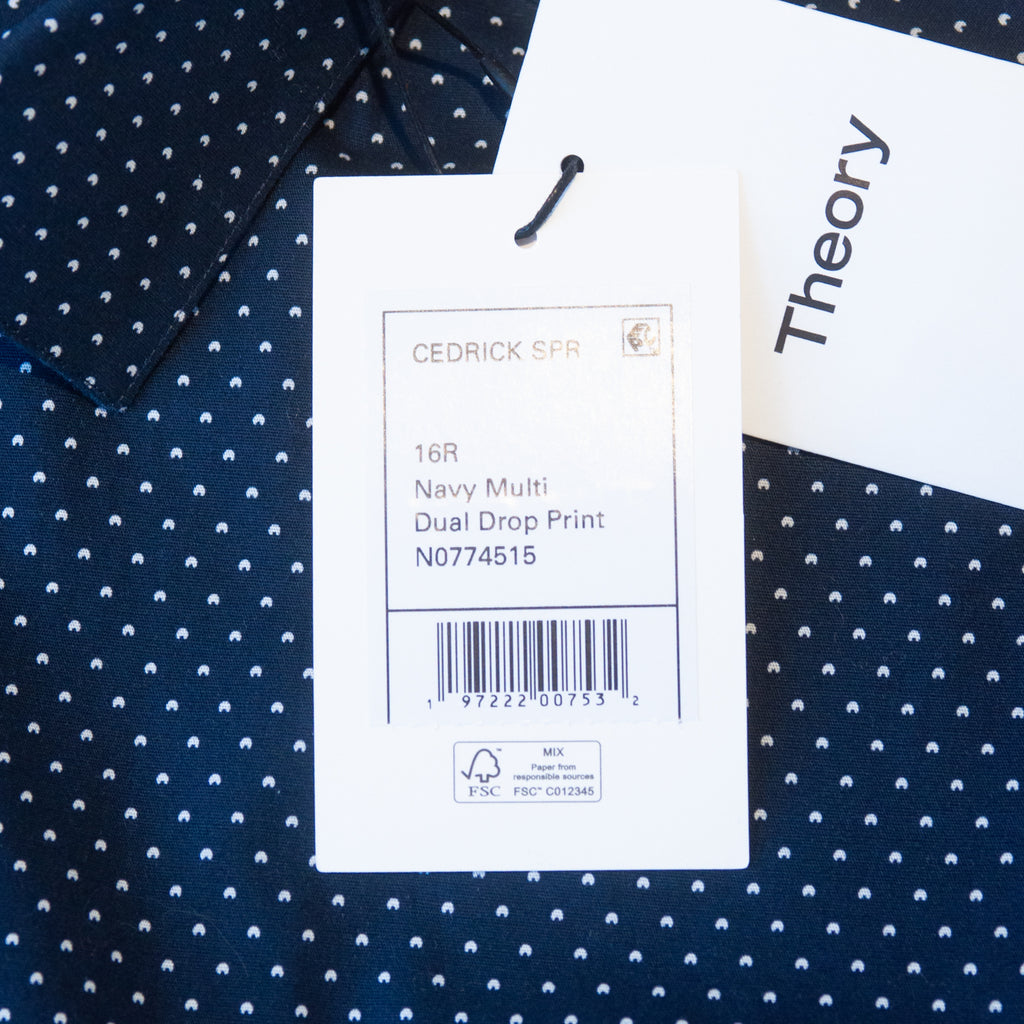 Theory
CEDRICK SPR
16R
Navy Multi
Dual Drop Print
N0774515
1 97222 00753 2
MIX
Paper from
responsible sources
FSC™ C012345
FSC